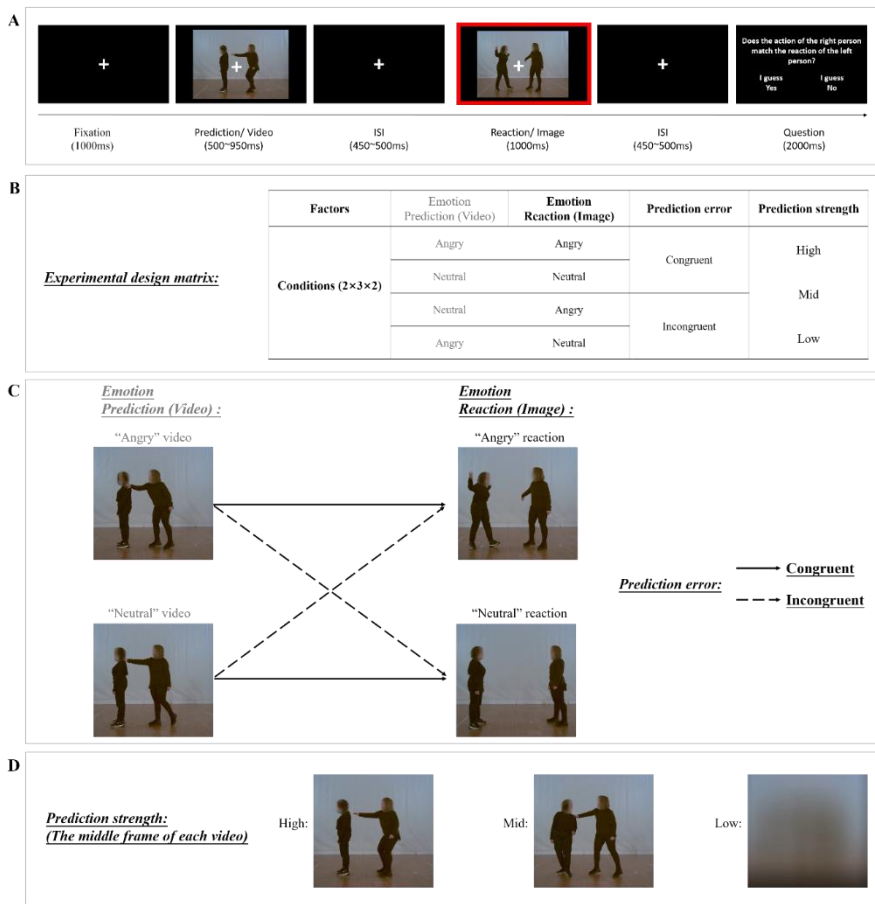 A
+
+
+
+
+
Does the action of the right person
match the reaction of the left
person?
I guess I guess
Yes No
Fixation
(1000ms)
Prediction/ Video
(500~950ms)
ISI
(450~500ms)
Reaction/ Image
(1000ms)
ISI
(450~500ms)
Question
(2000ms)
B
Experimental design matrix:
Factors
Emotion
Prediction (Video)
Emotion
Reaction (Image)
Prediction error
Prediction strength
Conditions (2×3×2)
Angry
Angry
Neutral
Neutral
Neutral
Angry
Angry
Neutral
Congruent
Incongruent
High
Mid
Low
C
Emotion
Prediction (Video) :
Emotion
Reaction (Image) :
“Angry” video
“Angry” reaction
“Neutral” video
“Neutral” reaction
Prediction error:
Congruent
Incongruent
D
Prediction strength:
(The middle frame of each video)
High:
Mid:
Low: